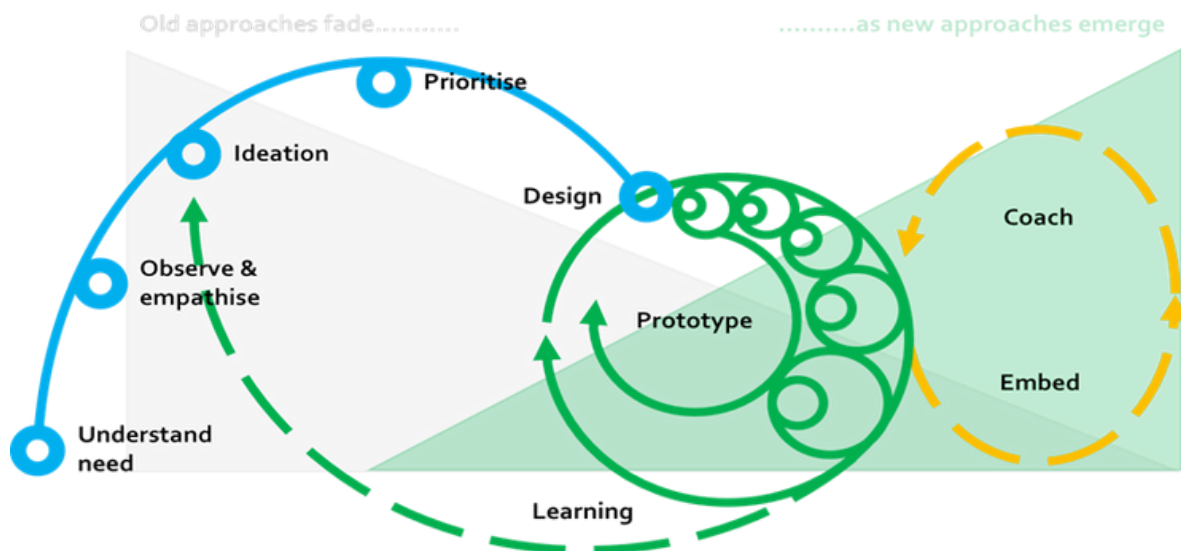 Old approaches fade...........
..........as new approaches emerge
Prioritise
Ideation
Design
Observe &
empathise
Coach
Prototype
Embed
Understand
need
Learning